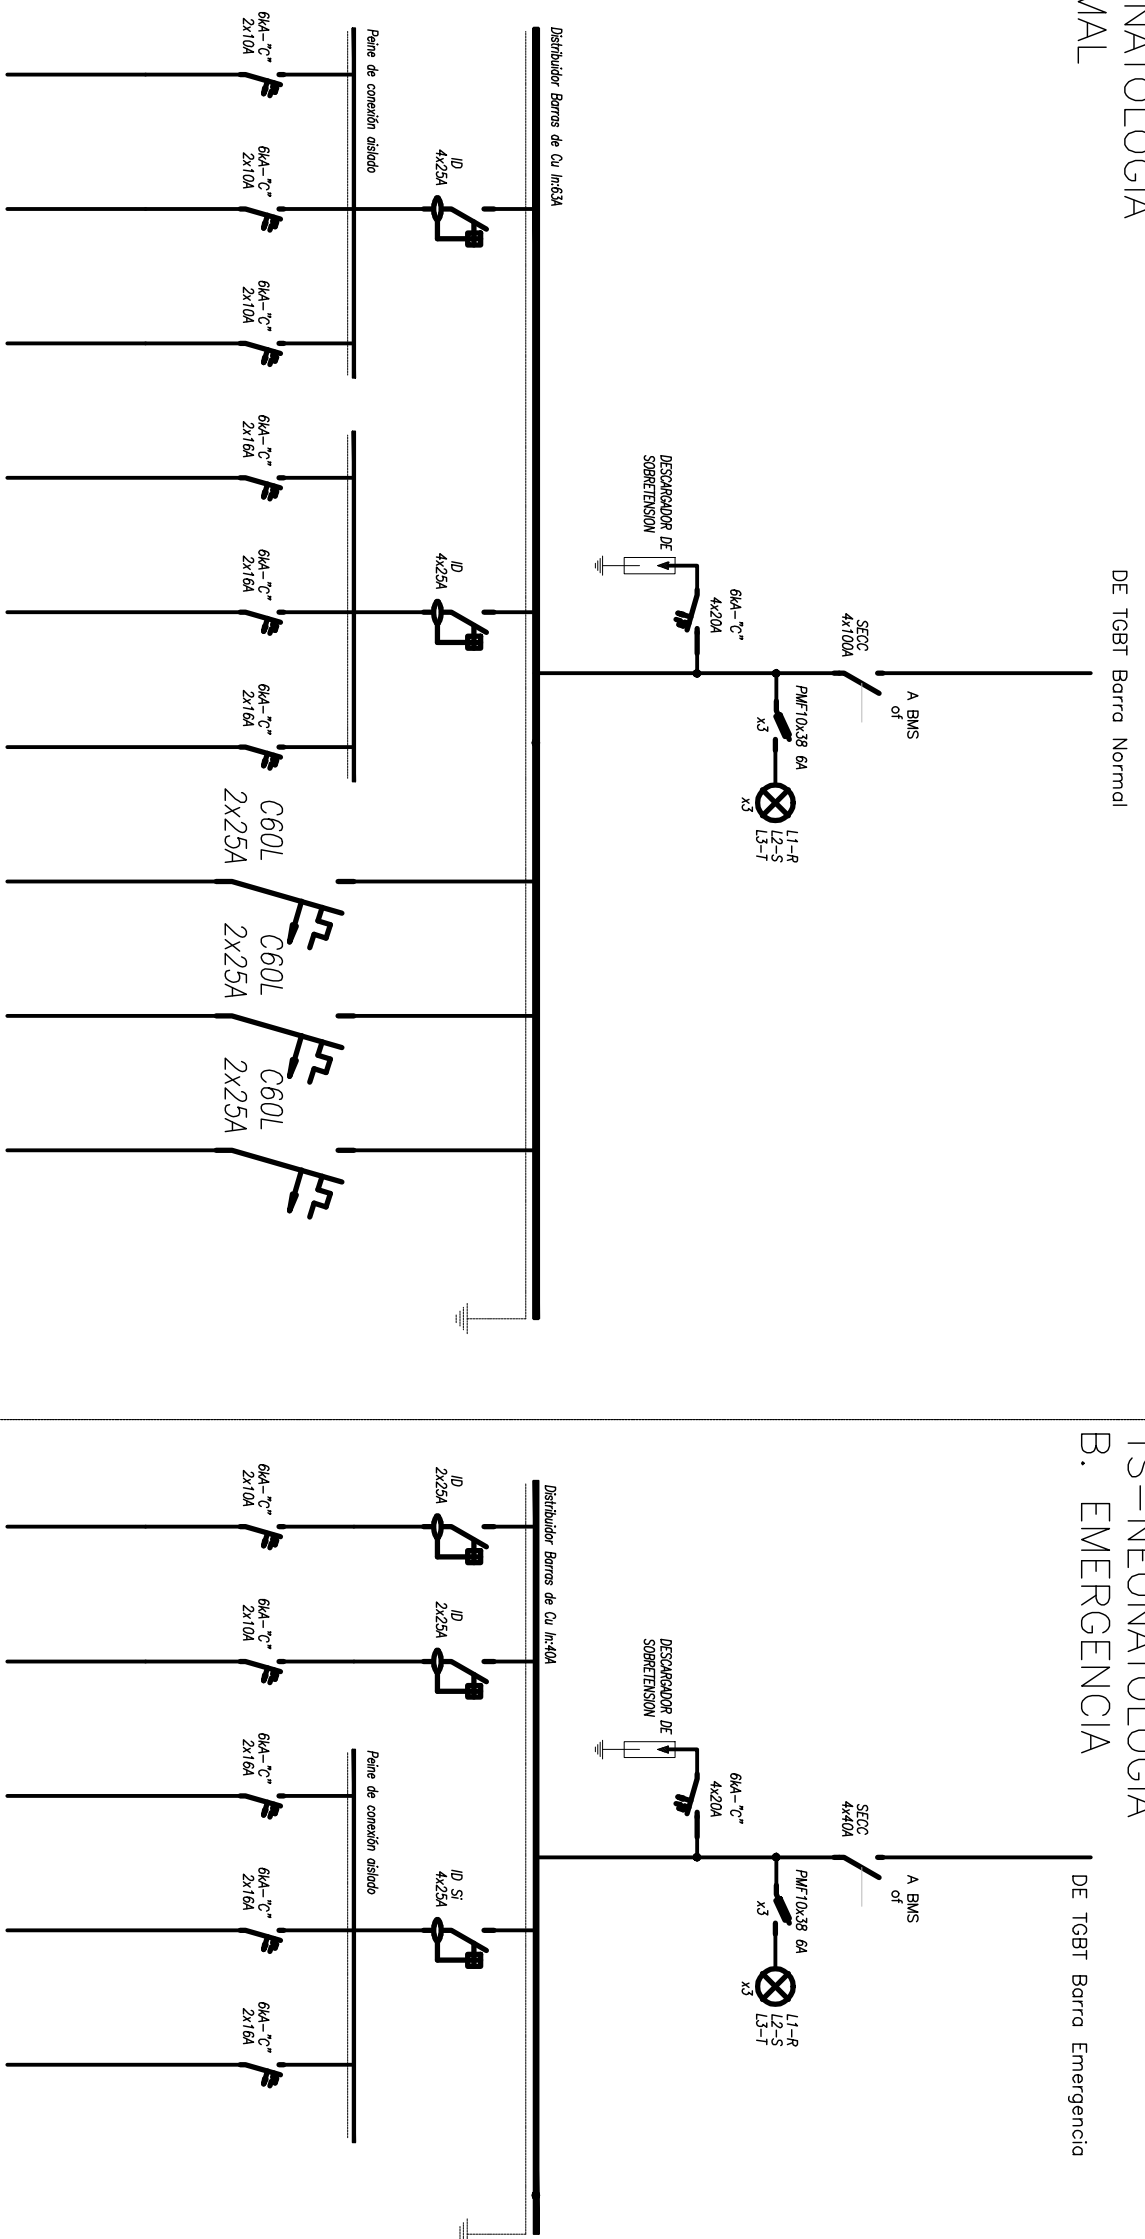 NATOLOGIA
MAL
DE TGBT Barra Normal
A BMS
of
SECC
4x100A
PMF10x38 6A
x3
L1-R
L2-S
L3-T
x3
6kA-"C"
4x20A
DESCARGADOR DE
SOBRETENSION
Distribuidor Barras de Cu In:63A
ID
4x25A
ID
4x25A
Peine de conexión aislado
6kA-"C"
2x10A
6kA-"C"
2x10A
6kA-"C"
2x10A
6kA-"C"
2x16A
6kA-"C"
2x16A
6kA-"C"
2x16A
C60L
2x25A
C60L
2x25A
C60L
2x25A
TS-NEONATOLOGIA
B. EMERGENCIA
DE TGBT Barra Emergencia
A BMS
of
SECC
4x40A
PMF10x38 6A
x3
L1-R
L2-S
L3-T
x3
6kA-"C"
4x20A
DESCARGADOR DE
SOBRETENSION
Distribuidor Barras de Cu In:40A
ID
2x25A
ID
2x25A
ID Si
4x25A
Peine de conexión aislado
6kA-"C"
2x10A
6kA-"C"
2x10A
6kA-"C"
2x16A
6kA-"C"
2x16A
6kA-"C"
2x16A